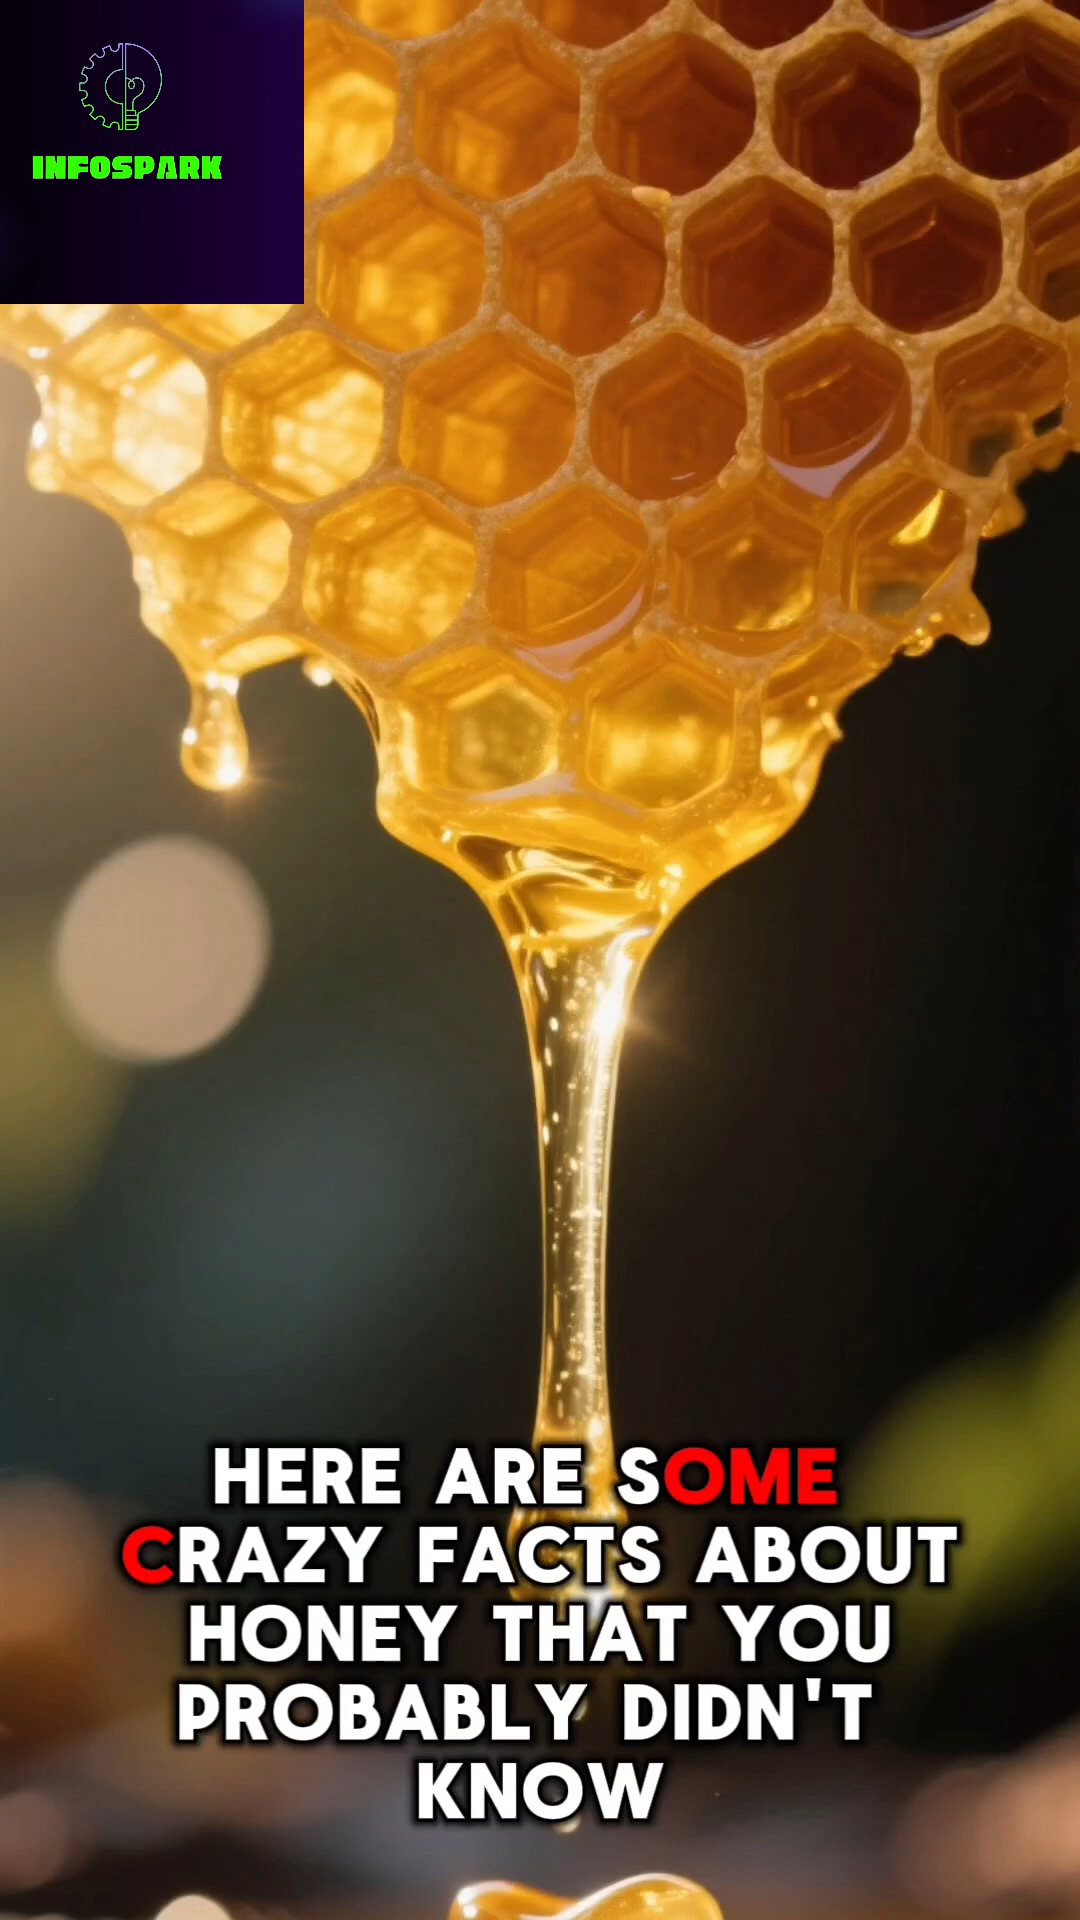 INFOSPARK
HERE ARE SOME
CRAZY FACTS ABOUT
HONEY THAT YOU
PROBABLY DIDN'T
KNOW